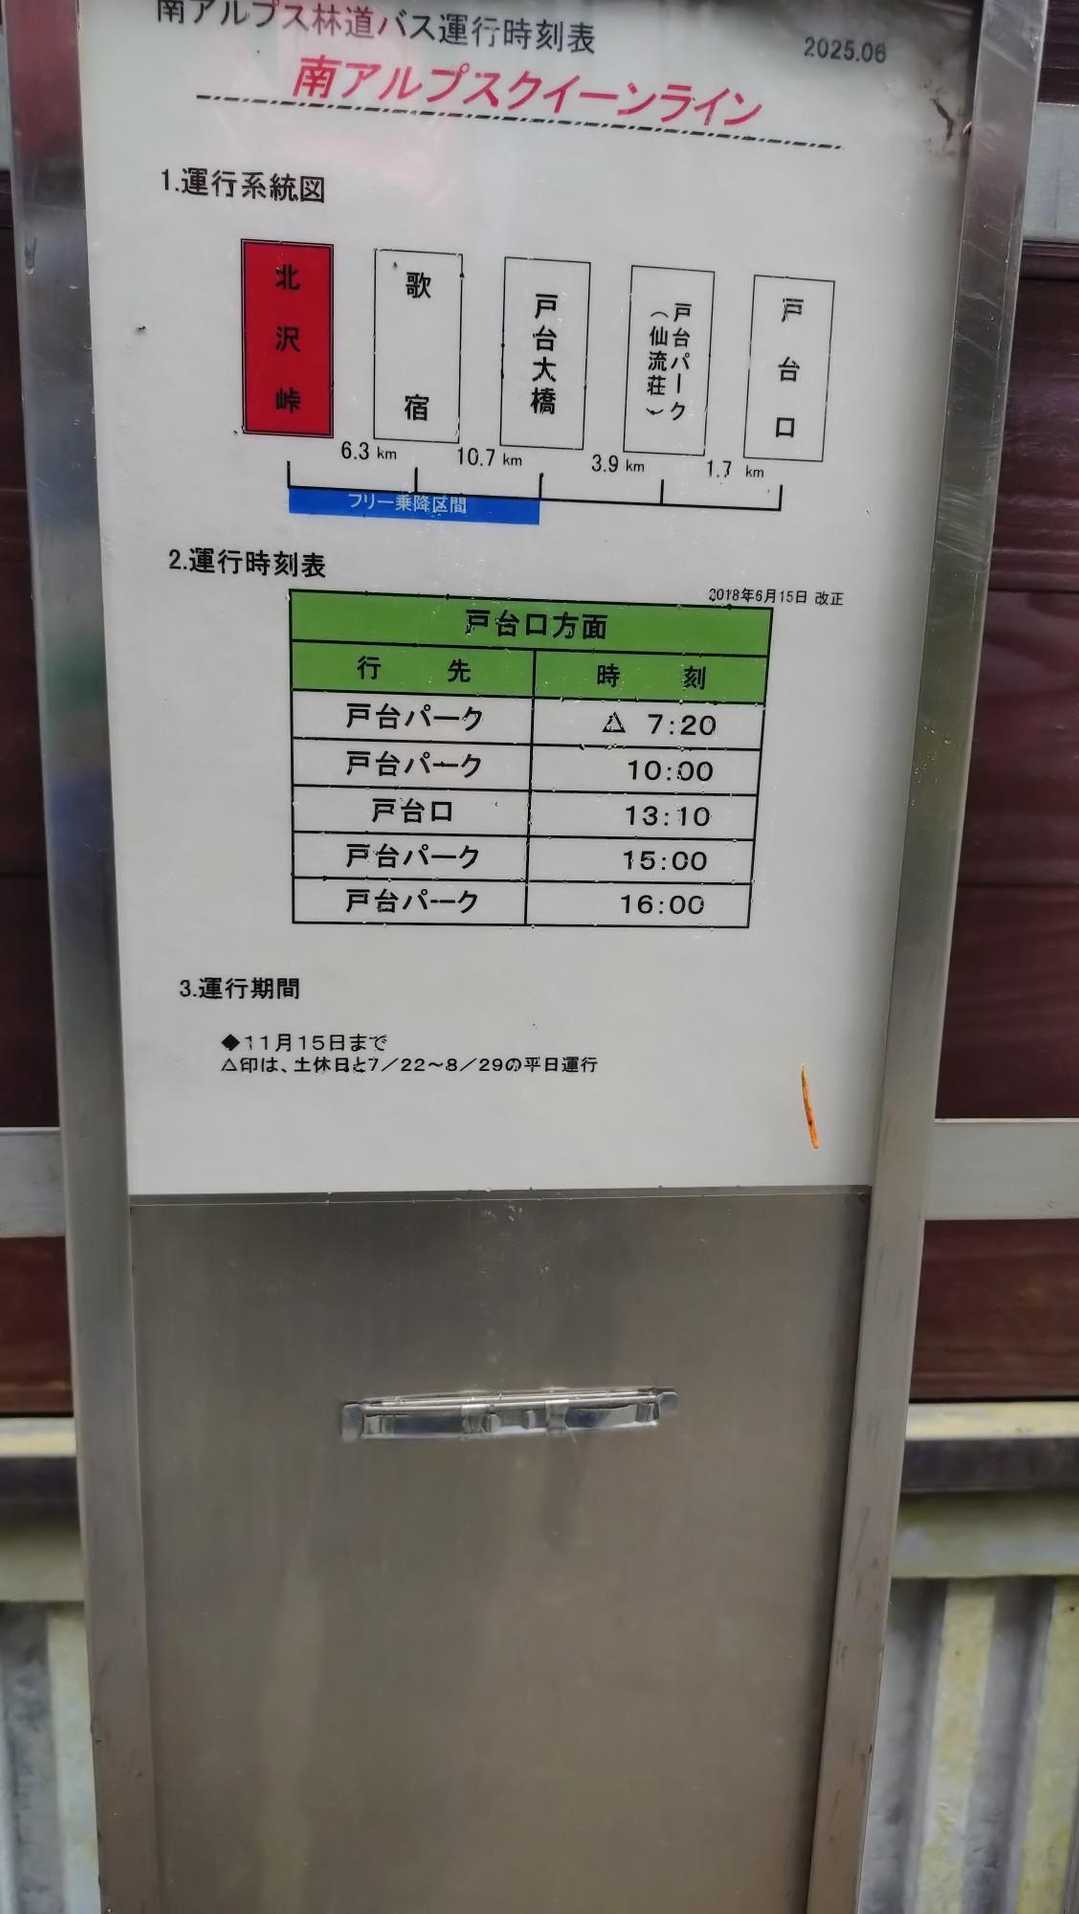 南アルプス林道バス運行時刻表
2025.06
南アルプスクイーンライン
1.運行系統図
北沢峠
歌宿
戸台大橋
戸台パーク
（仙流荘）
戸台口
6.3 km 10.7 km 3.9 km 1.7 km
フリー乗降区間
2.運行時刻表
2018年6月15日 改正
戸台口方面
行先 時刻
戸台パーク △ 7:20
戸台パーク 10:00
戸台口 13:10
戸台パーク 15:00
戸台パーク 16:00
3.運行期間
◆11月15日まで
△印は、土休日と7／22～8／29の平日運行